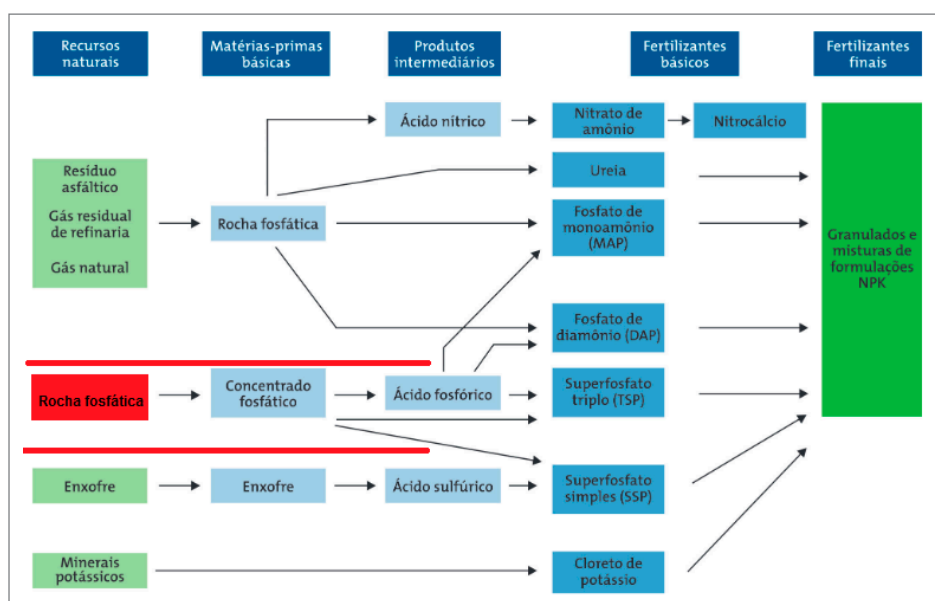 Recursos
naturais
Matérias-primas
básicas
Produtos
intermediários
Fertilizantes
básicos
Fertilizantes
finais
Ácido nítrico
Nitrato de
amônio
Nitrocálcio
Resíduo
asfáltico
Gás residual
de refinaria
Gás natural
Rocha fosfática
Ureia
Fosfato de
monoamônio
(MAP)
Granulados e
misturas de
formulações
NPK
Fosfato de
diamônio (DAP)
Rocha fosfática
Concentrado
fosfático
Ácido fosfórico
Superfosfato
triplo (TSP)
Enxofre
Enxofre
Ácido sulfúrico
Superfosfato
simples (SSP)
Minerais
potássicos
Cloreto de
potássio